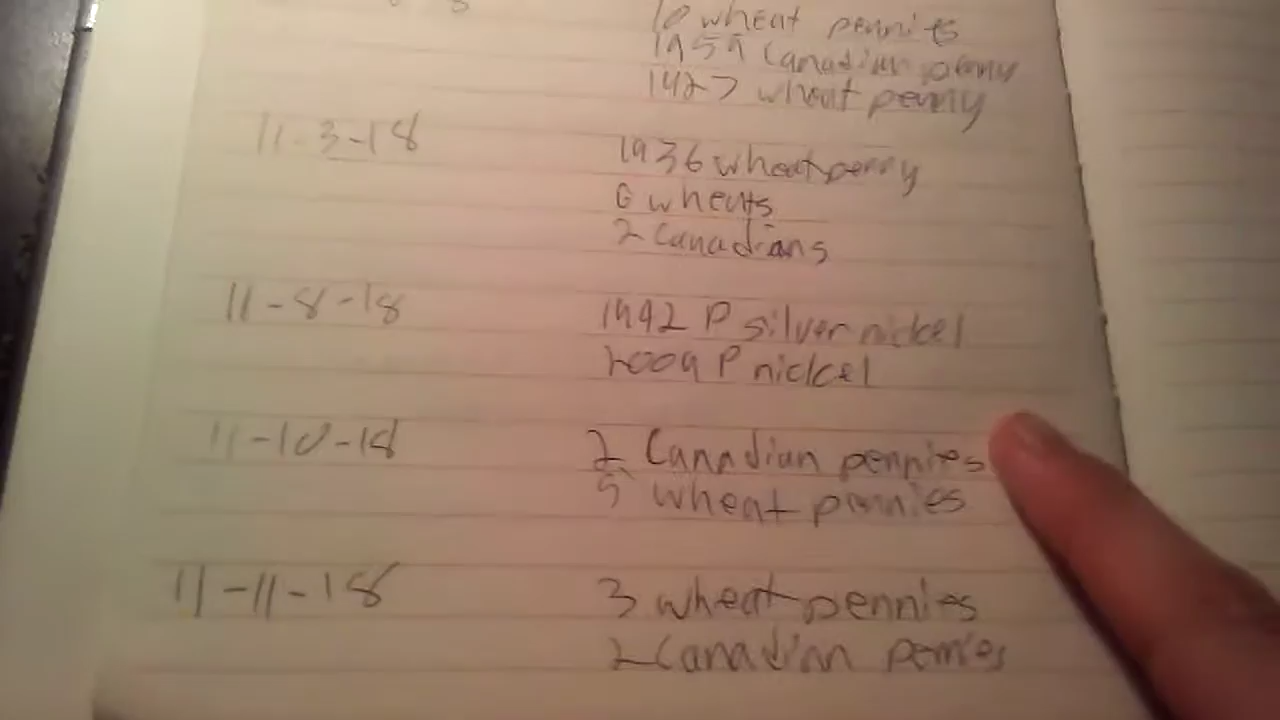 10 wheat pennies
1959 Canadian penny
1927 wheat penny
11-3-18 1936 wheat penny
6 wheats
2 Canadians
11-8-18 1942 P silver nickel
2009 P nickel
11-10-18 2 Canadian pennies
5 wheat pennies
11-11-18 3 wheat pennies
2 Canadian pennies